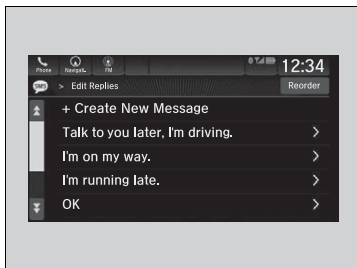 Phone Navigat.. FM 12:34
SMS > Edit Replies Reorder
+ Create New Message
Talk to you later, I'm driving.
I'm on my way.
I'm running late.
OK